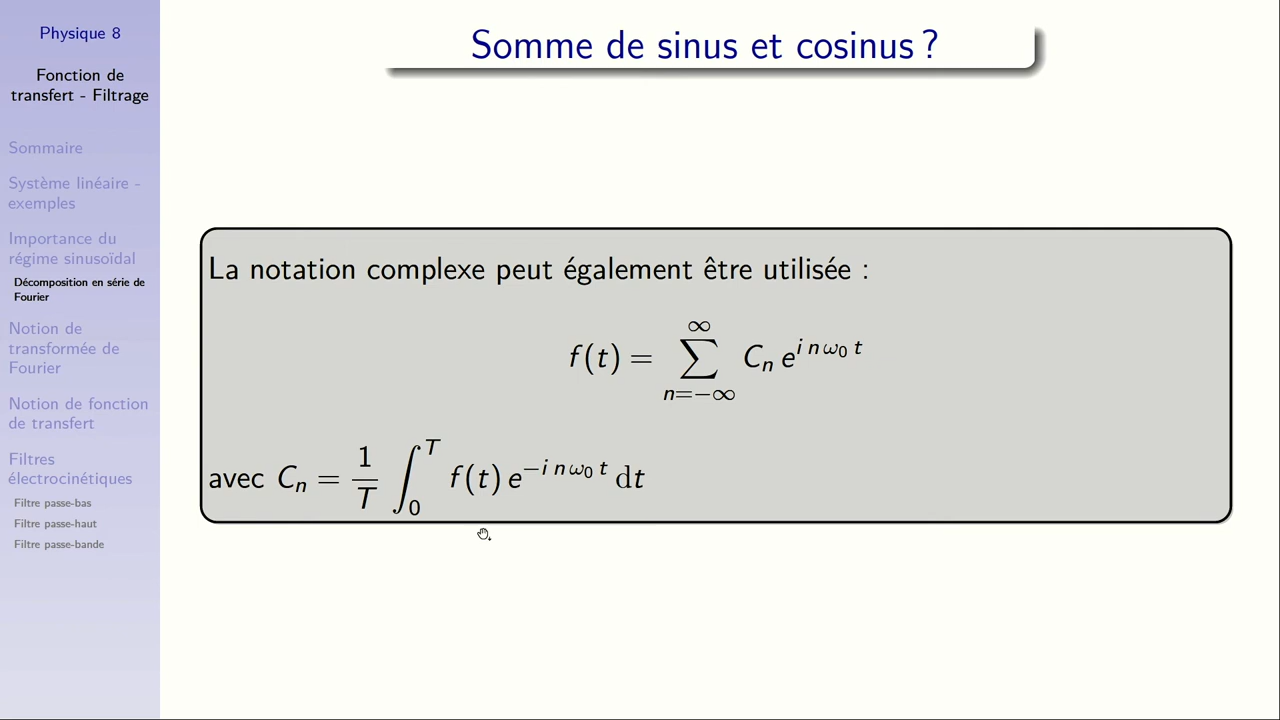 Physique 8
Fonction de
transfert - Filtrage
Sommaire
Système linéaire -
exemples
Importance du
régime sinusoïdal
Décomposition en série de
Fourier
Notion de
transformée de
Fourier
Notion de fonction
de transfert
Filtres
électrocinétiques
Filtre passe-bas
Filtre passe-haut
Filtre passe-bande
Somme de sinus et cosinus ?
La notation complexe peut également être utilisée :
f(t) = ∑_{n=−∞}^{∞} C_n e^{i n ω_0 t}
avec C_n = \frac{1}{T} ∫_0^T f(t) e^{−i n ω_0 t} dt